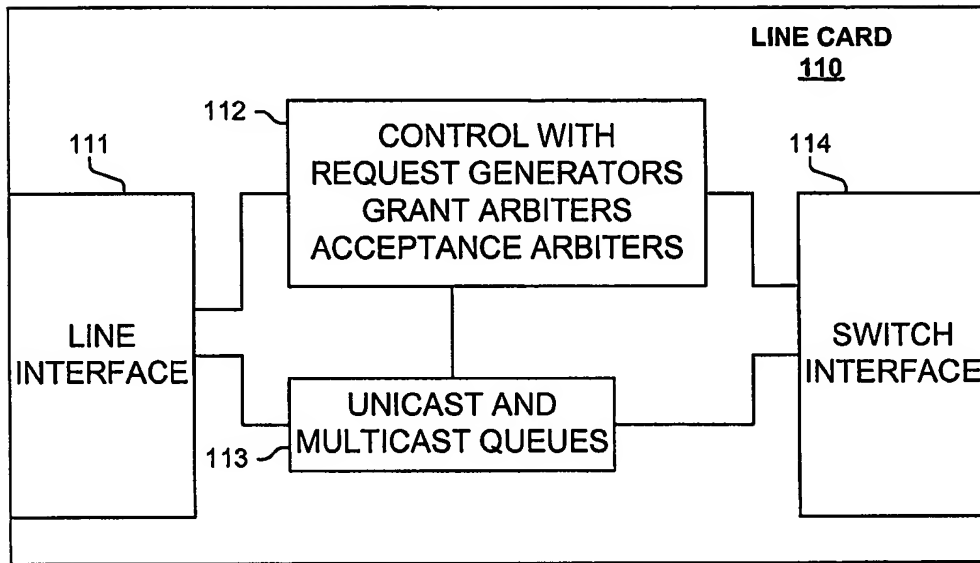 LINE CARD
110
112
CONTROL WITH
REQUEST GENERATORS
GRANT ARBITERS
ACCEPTANCE ARBITERS
111
114
LINE
INTERFACE
SWITCH
INTERFACE
UNICAST AND
MULTICAST QUEUES
113